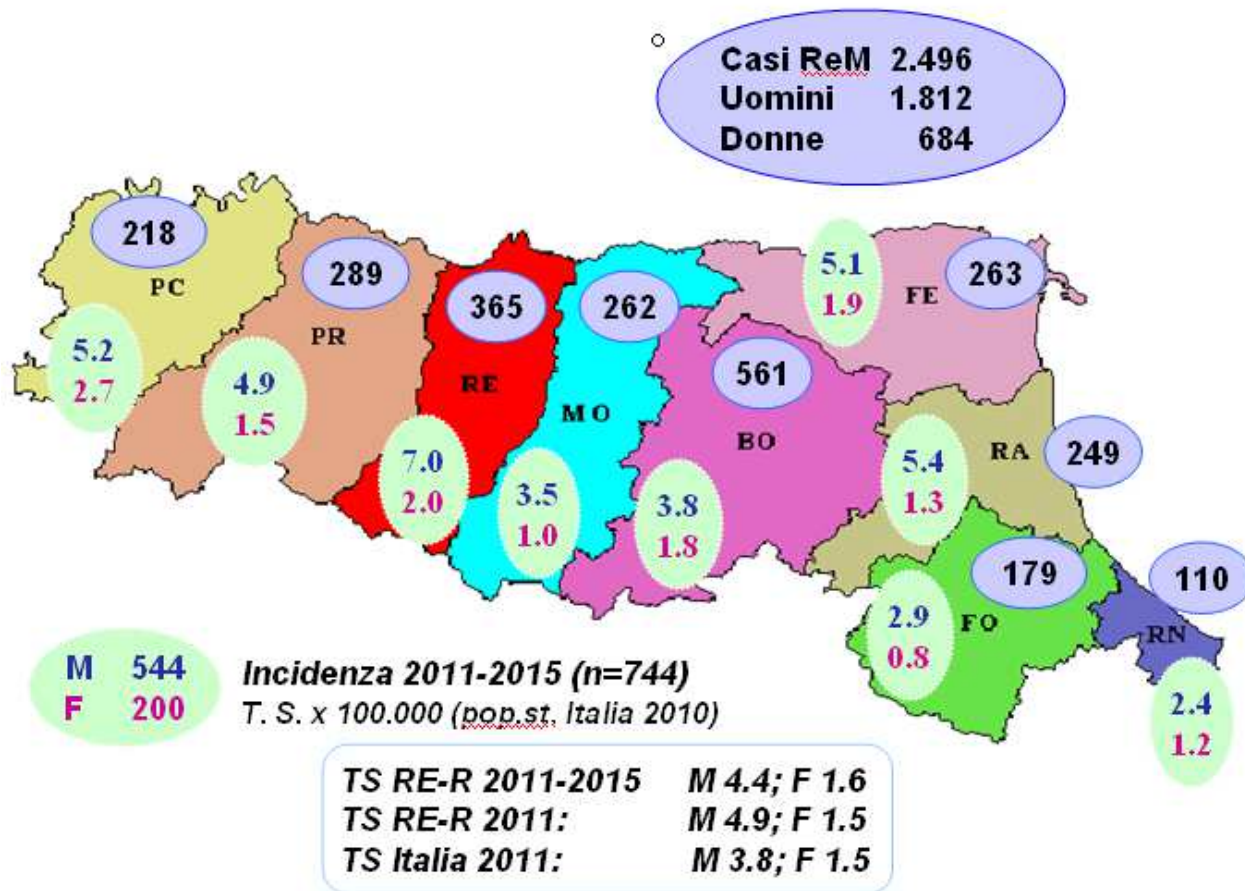 Casi ReM 2.496
Uomini 1.812
Donne 684
218
PC
5.2
2.7
289
PR
4.9
1.5
365
RE
7.0
2.0
262
MO
3.5
1.0
561
BO
3.8
1.8
5.1
1.9
FE
263
RA
249
5.4
1.3
179
FO
2.9
0.8
110
RN
2.4
1.2
M 544
F 200
Incidenza 2011-2015 (n=744)
T. S. x 100.000 (pop.st. Italia 2010)
TS RE-R 2011-2015 M 4.4; F 1.6
TS RE-R 2011: M 4.9; F 1.5
TS Italia 2011: M 3.8; F 1.5